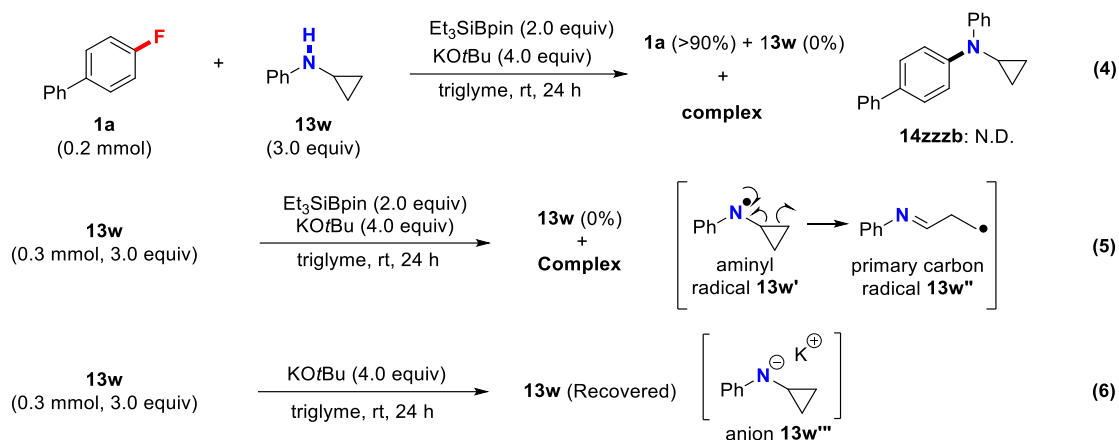 F
Ph
1a
(0.2 mmol)
+
H
N
Ph
13w
(3.0 equiv)
Et3SiBpin (2.0 equiv)
KOtBu (4.0 equiv)
triglyme, rt, 24 h
1a (>90%) + 13w (0%)
+
complex
Ph
N
Ph
14zzzb: N.D.
(4)
13w
(0.3 mmol, 3.0 equiv)
Et3SiBpin (2.0 equiv)
KOtBu (4.0 equiv)
triglyme, rt, 24 h
13w (0%)
+
Complex
Ph N•
aminyl
radical 13w'
Ph N •
primary carbon
radical 13w"
(5)
13w
(0.3 mmol, 3.0 equiv)
KOtBu (4.0 equiv)
triglyme, rt, 24 h
13w (Recovered)
Ph N ⊖ K ⊕
anion 13w'"
(6)